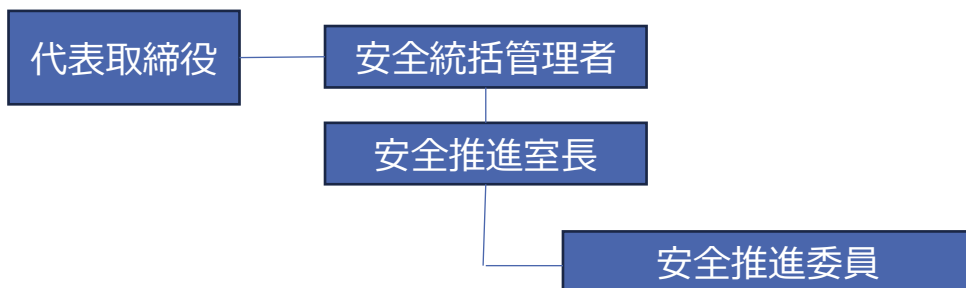 代表取締役
安全統括管理者
安全推進室長
安全推進委員